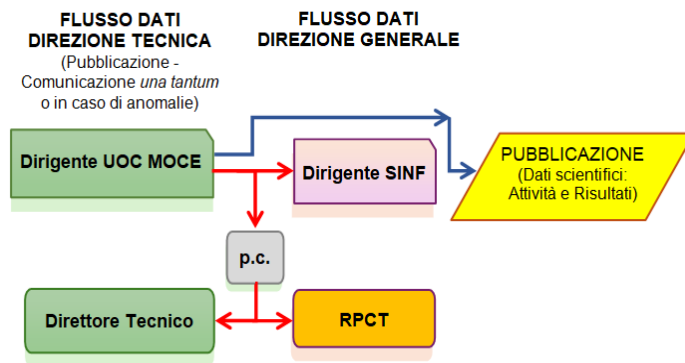 FLUSSO DATI
DIREZIONE TECNICA
(Pubblicazione -
Comunicazione una tantum
o in caso di anomalie)
FLUSSO DATI
DIREZIONE GENERALE
Dirigente UOC MOCE
Dirigente SINF
PUBBLICAZIONE
(Dati scientifici:
Attività e Risultati)
p.c.
Direttore Tecnico
RPCT